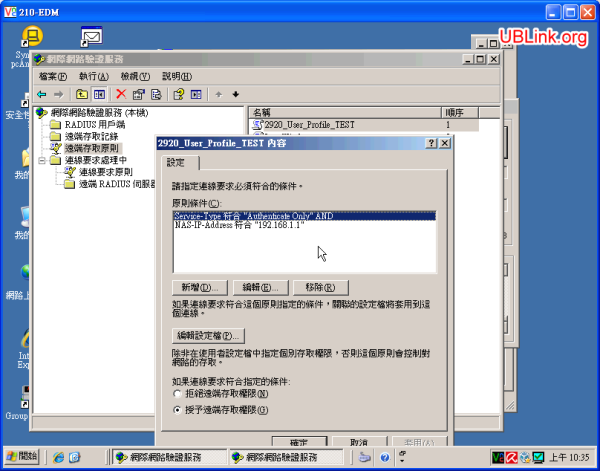 210-EDM
UBLink.org
網際網路驗證服務
檔案(F) 執行(A) 檢視(V) 說明(H)
網際網路驗證服務 (本機)
RADIUS 用戶端
遠端存取記錄
遠端存取原則
連線要求處理中
連線要求原則
遠端 RADIUS 伺服器
名稱 順序
2920_User_Profile_TEST 1
2920_User_Profile_TEST 內容
設定
請指定連線要求必須符合的條件。
原則條件(C):
Service-Type 符合 "Authenticate Only" AND
NAS-IP-Address 符合 "192.168.1.1"
新增(D)... 編輯(E)... 移除(R)
如果連線要求符合這個原則指定的條件，關聯的設定檔將套用到這
個連線。
編輯設定檔(P)...
除非在使用者設定檔中指定個別存取權限，否則這個原則會控制對
網路的存取。
如果連線要求符合指定的條件:
拒絕遠端存取權限(N)
授予遠端存取權限(G)
確定 取消 套用(A)
安全性
我的
網路上
我的
Int
Exp
Group
開始 網際網路驗證服務 網際網路驗證服務 上午 10:35